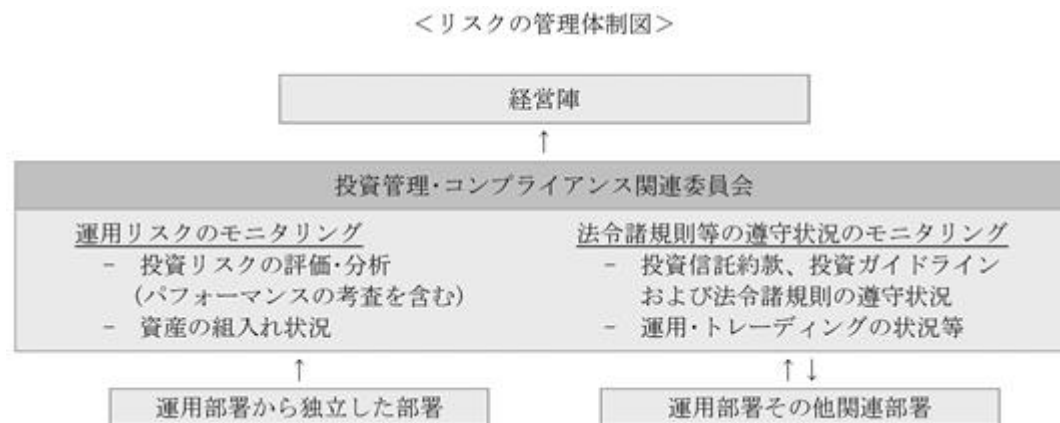 ＜リスクの管理体制図＞
経営陣
↑
投資管理･コンプライアンス関連委員会
運用リスクのモニタリング
－ 投資リスクの評価･分析
(パフォーマンスの考査を含む)
－ 資産の組入れ状況
法令諸規則等の遵守状況のモニタリング
－ 投資信託約款、投資ガイドライン
および法令諸規則の遵守状況
－ 運用･トレーディングの状況等
↑
↑↓
運用部署から独立した部署
運用部署その他関連部署